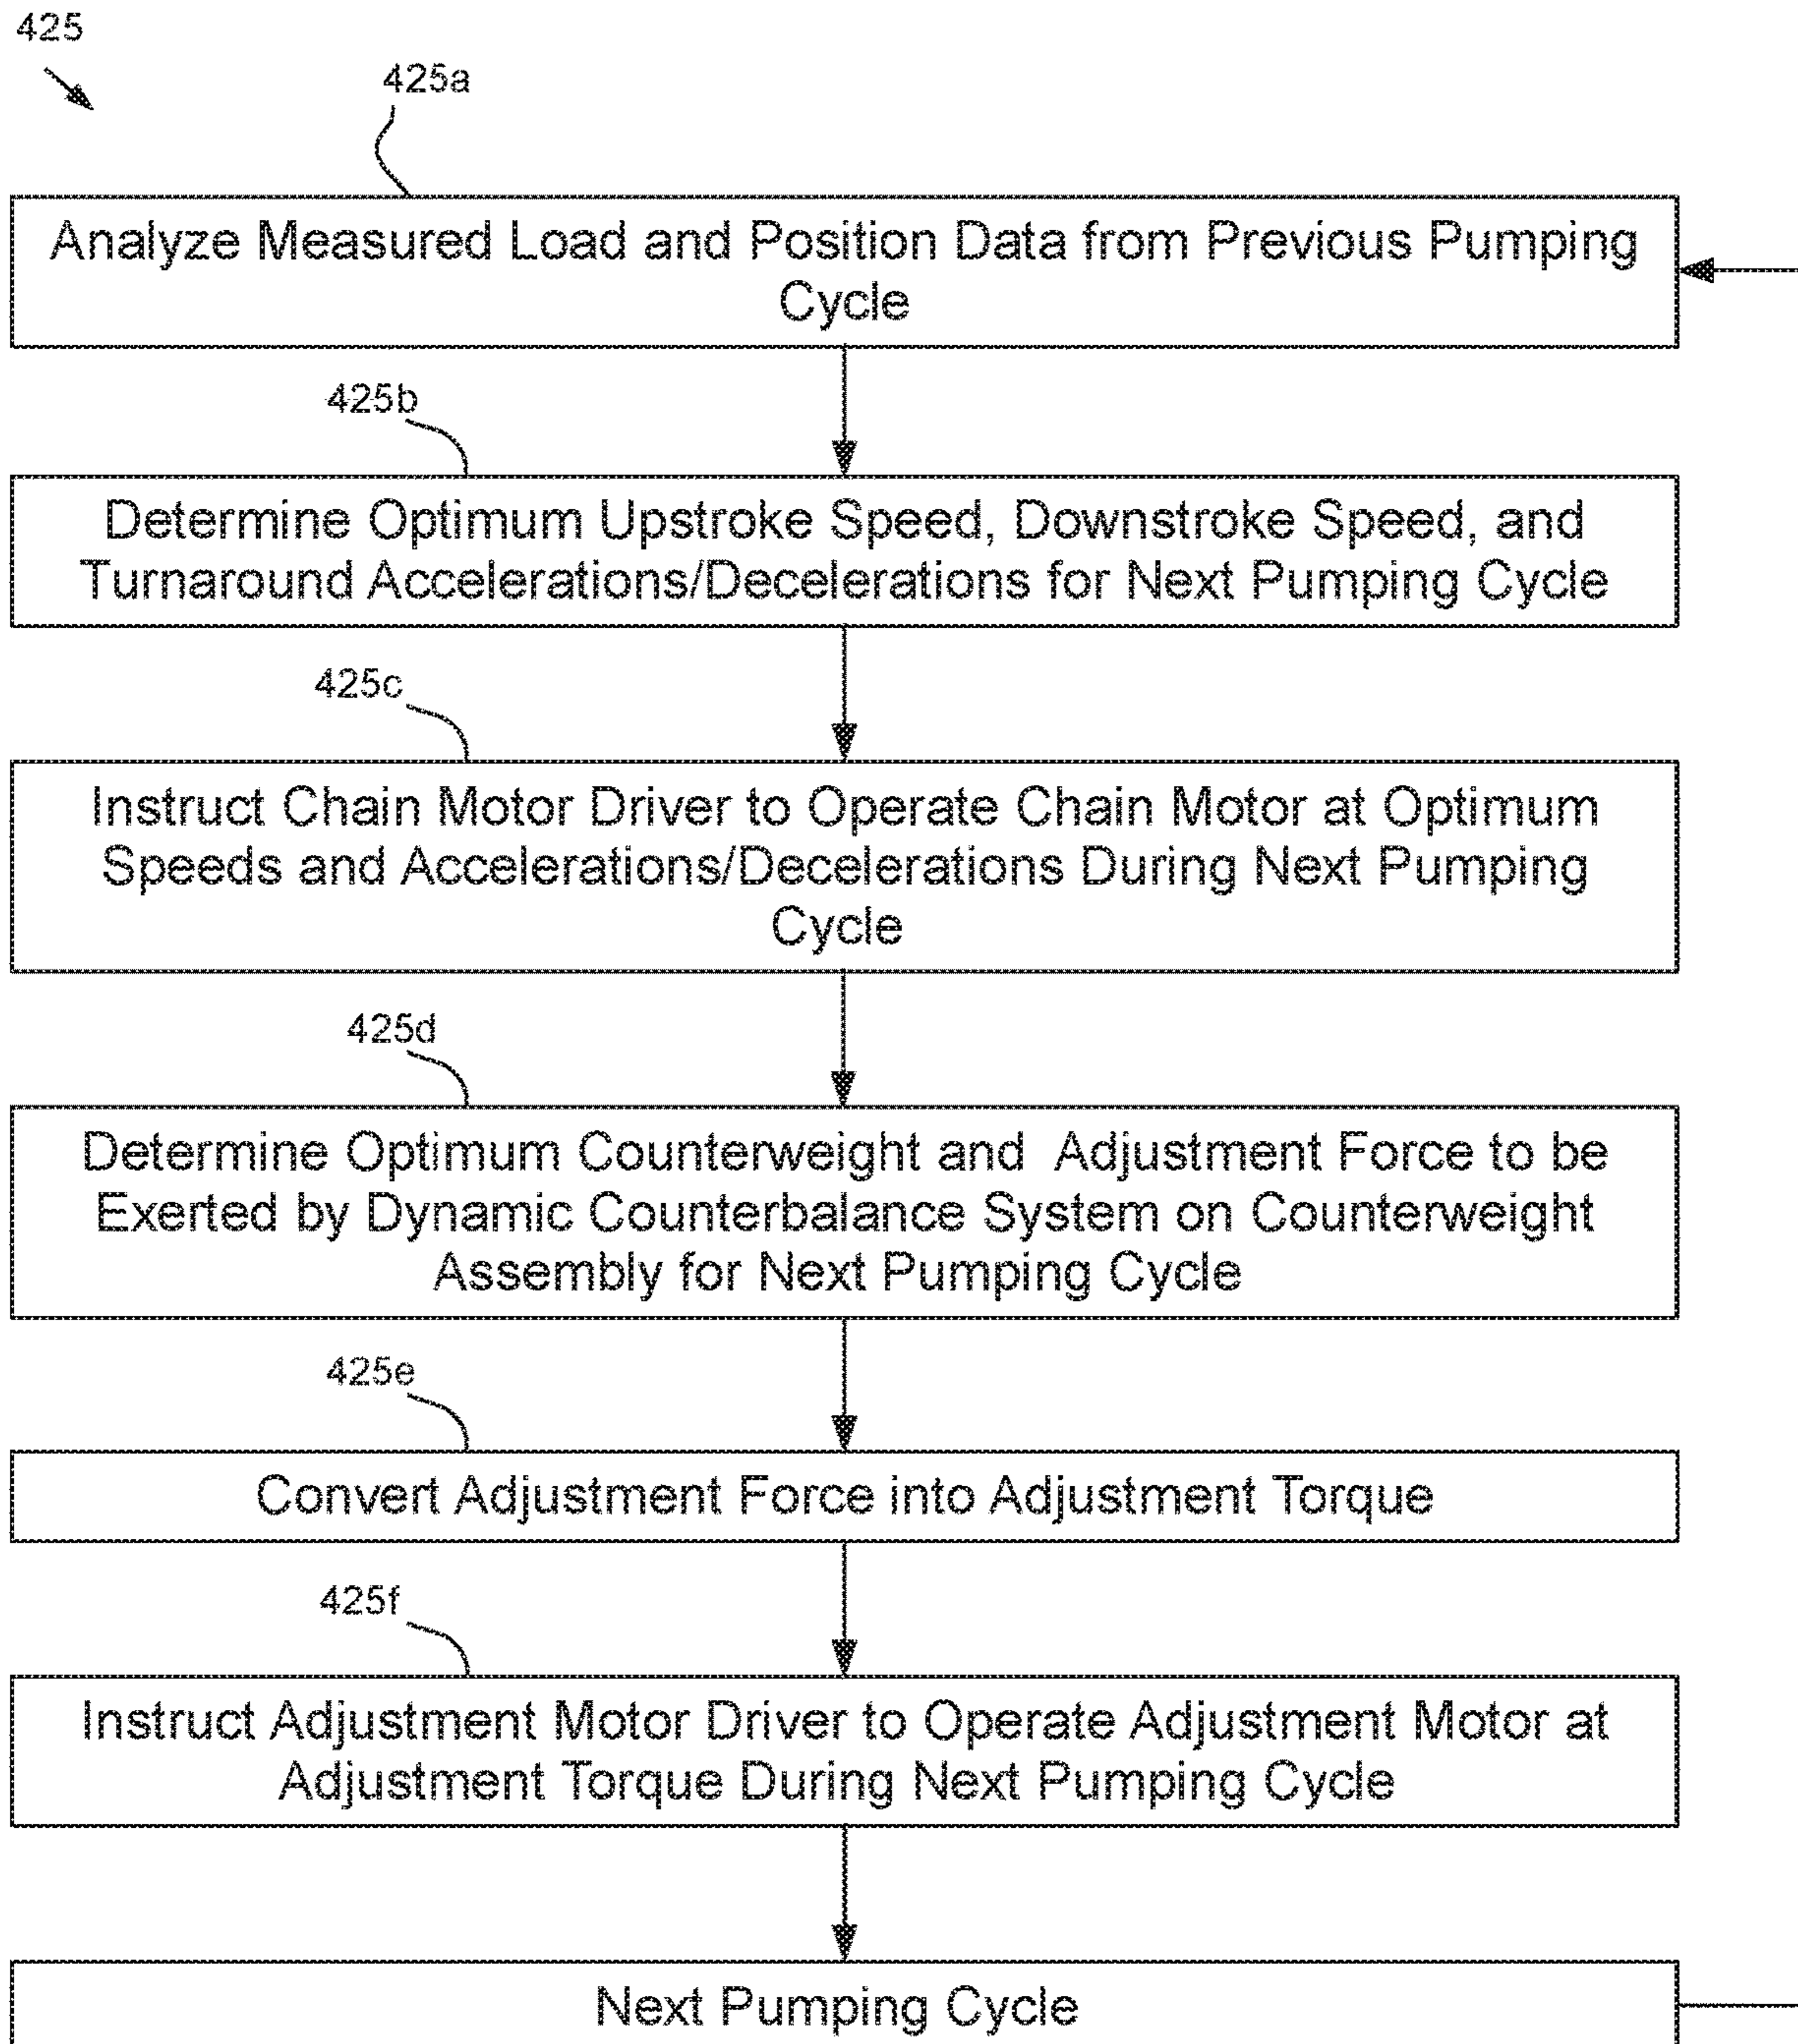 425
425a
Analyze Measured Load and Position Data from Previous Pumping
Cycle
425b
Determine Optimum Upstroke Speed, Downstroke Speed, and
Turnaround Accelerations/Decelerations for Next Pumping Cycle
425c
Instruct Chain Motor Driver to Operate Chain Motor at Optimum
Speeds and Accelerations/Decelerations During Next Pumping
Cycle
425d
Determine Optimum Counterweight and Adjustment Force to be
Exerted by Dynamic Counterbalance System on Counterweight
Assembly for Next Pumping Cycle
425e
Convert Adjustment Force into Adjustment Torque
425f
Instruct Adjustment Motor Driver to Operate Adjustment Motor at
Adjustment Torque During Next Pumping Cycle
Next Pumping Cycle